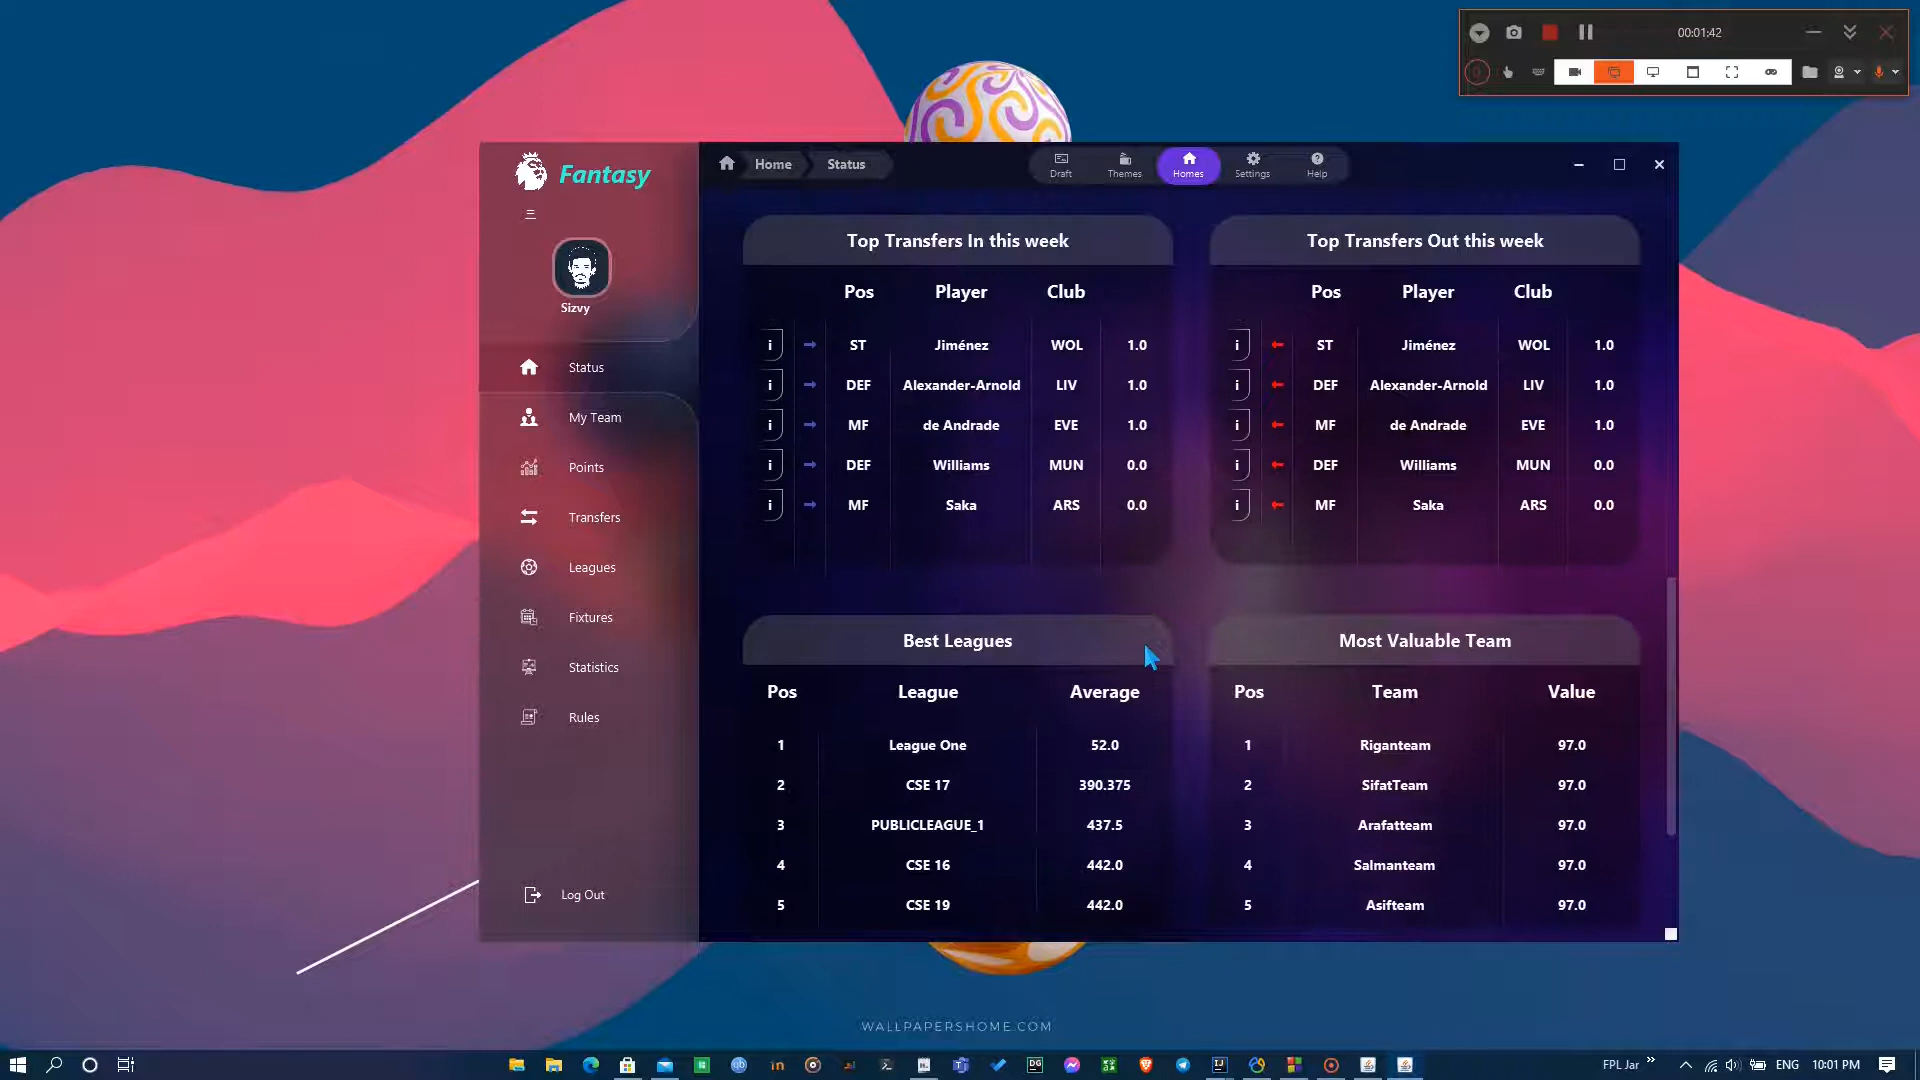 00:01:42
Fantasy
Home
Status
Draft
Themes
Homes
Settings
Help
Sizvy
Status
My Team
Points
Transfers
Leagues
Fixtures
Statistics
Rules
Log Out
Top Transfers In this week
Pos Player Club
i ST Jiménez WOL 1.0
i DEF Alexander-Arnold LIV 1.0
i MF de Andrade EVE 1.0
i DEF Williams MUN 0.0
i MF Saka ARS 0.0
Top Transfers Out this week
Pos Player Club
i ST Jiménez WOL 1.0
i DEF Alexander-Arnold LIV 1.0
i MF de Andrade EVE 1.0
i DEF Williams MUN 0.0
i MF Saka ARS 0.0
Best Leagues
Pos League Average
1 League One 52.0
2 CSE 17 390.375
3 PUBLICLEAGUE_1 437.5
4 CSE 16 442.0
5 CSE 19 442.0
Most Valuable Team
Pos Team Value
1 Riganteam 97.0
2 SifatTeam 97.0
3 Arafatteam 97.0
4 Salmanteam 97.0
5 Asifteam 97.0
WALLPAPERSHOME.COM
FPL Jar
ENG
10:01 PM